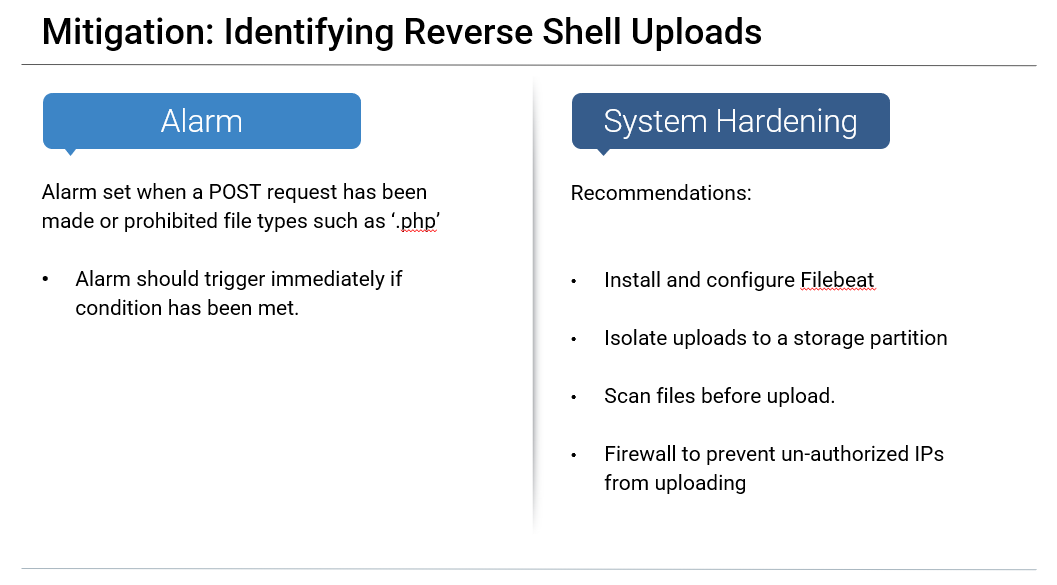 Mitigation: Identifying Reverse Shell Uploads
Alarm
Alarm set when a POST request has been
made or prohibited file types such as ‘.php’
• Alarm should trigger immediately if
condition has been met.
System Hardening
Recommendations:
• Install and configure Filebeat
• Isolate uploads to a storage partition
• Scan files before upload.
• Firewall to prevent un-authorized IPs
from uploading